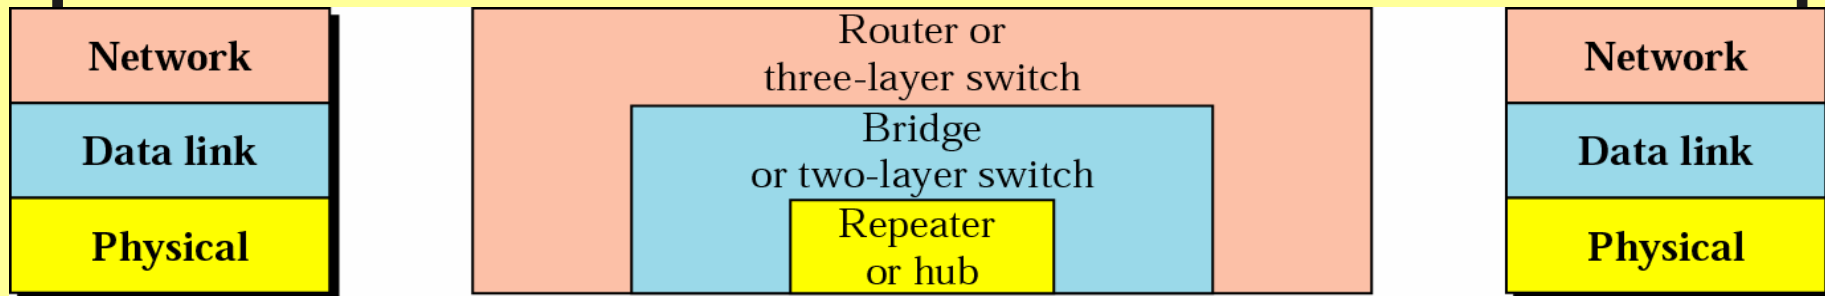 Network
Data link
Physical
Router or
three-layer switch
Bridge
or two-layer switch
Repeater
or hub
Network
Data link
Physical